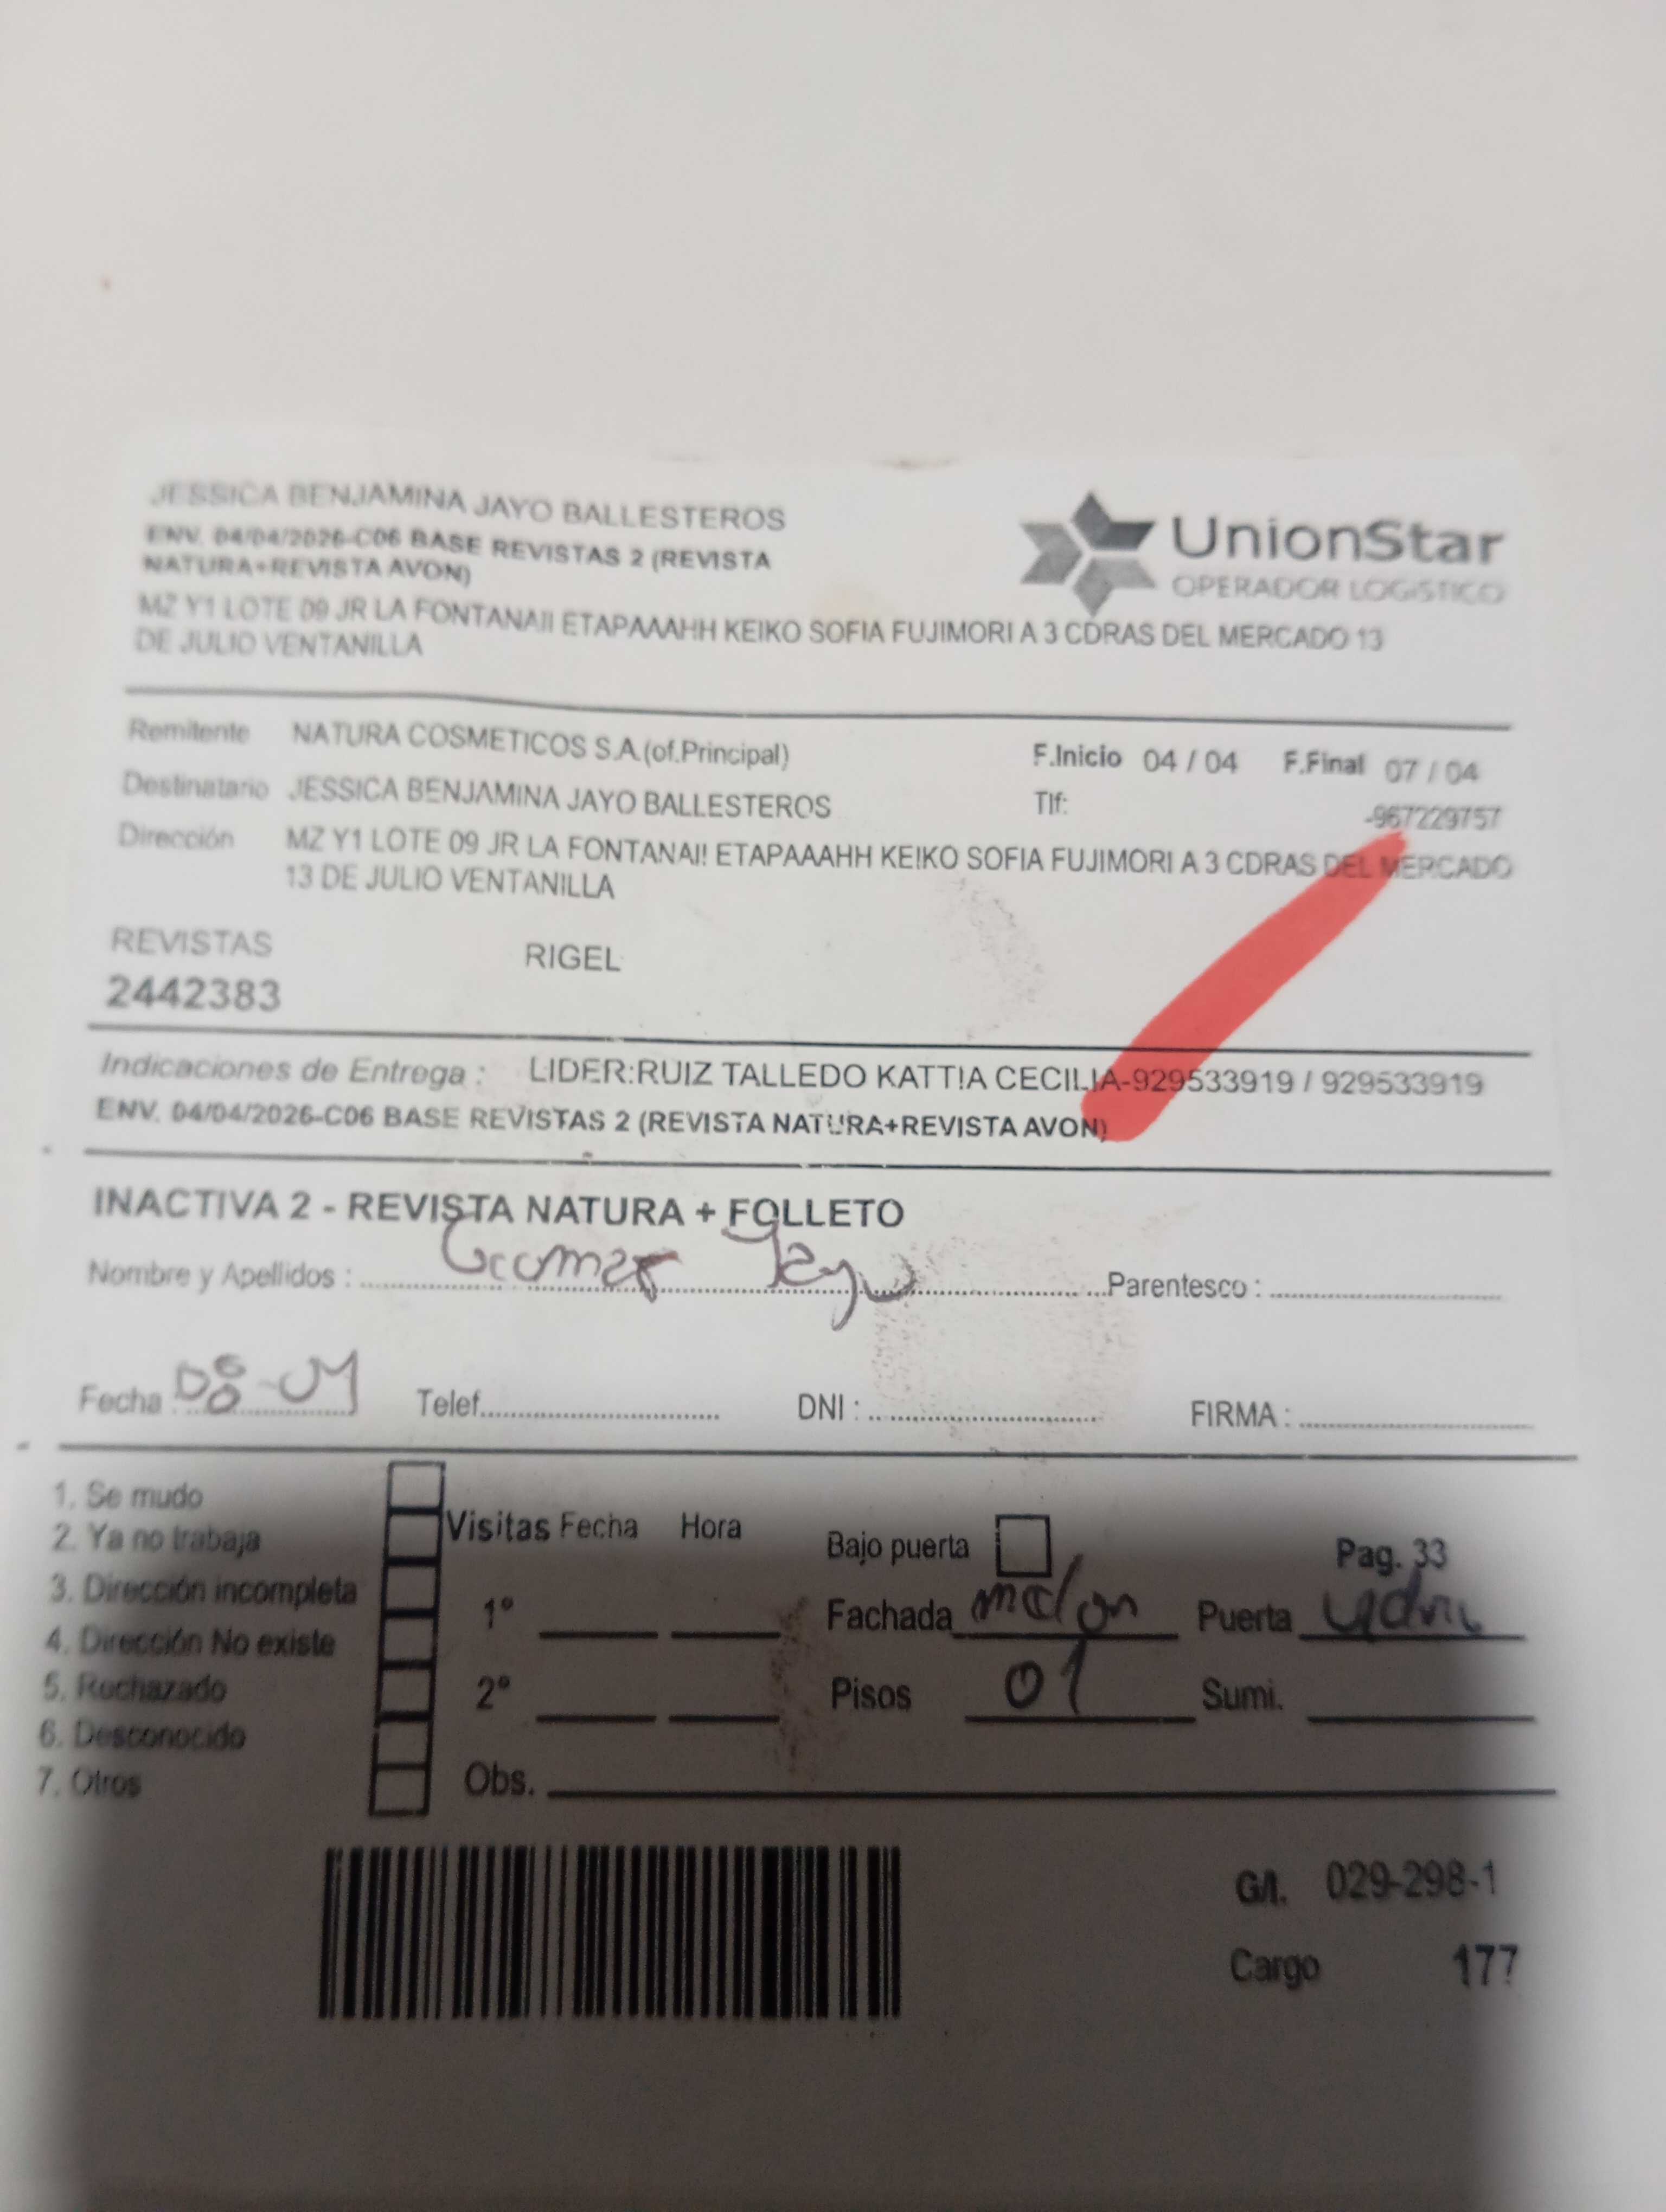 JESSICA BENJAMINA JAYO BALLESTEROS
ENV. 04/04/2026-C06 BASE REVISTAS 2 (REVISTA
NATURA+REVISTA AVON)
MZ Y1 LOTE 09 JR LA FONTANAII ETAPAAAHH KEIKO SOFIA FUJIMORI A 3 CDRAS DEL MERCADO 13
DE JULIO VENTANILLA
UnionStar
OPERADOR LOGISTICO
Remitente NATURA COSMETICOS S.A.(of.Principal)
F.Inicio 04 / 04 F.Final 07 / 04
Destinatario JESSICA BENJAMINA JAYO BALLESTEROS
Tlf: -967229757
Dirección MZ Y1 LOTE 09 JR LA FONTANAII ETAPAAAHH KEIKO SOFIA FUJIMORI A 3 CDRAS DEL MERCADO
13 DE JULIO VENTANILLA
REVISTAS RIGEL
2442383
Indicaciones de Entrega : LIDER:RUIZ TALLEDO KATTIA CECILIA-929533919 / 929533919
ENV. 04/04/2026-C06 BASE REVISTAS 2 (REVISTA NATURA+REVISTA AVON)
INACTIVA 2 - REVISTA NATURA + FOLLETO
Nombre y Apellidos : Jayo Parentesco :
Fecha : 08-04 Telef. DNI : FIRMA :
1. Se mudo
2. Ya no trabaja
3. Dirección incompleta
4. Dirección No existe
5. Rechazado
6. Desconocido
7. Otros
Visitas Fecha Hora
1º
2º
Obs.
Bajo puerta Pag. 33
Fachada melon Puerta
Pisos 01 Sumi.
G/I. 029-298-1
Cargo 177